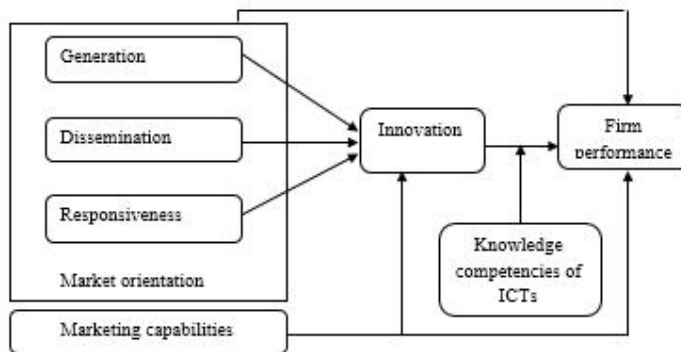 Generation
Dissemination
Responsiveness
Market orientation
Marketing capabilities
Innovation
Firm
performance
Knowledge
competencies of
ICTs